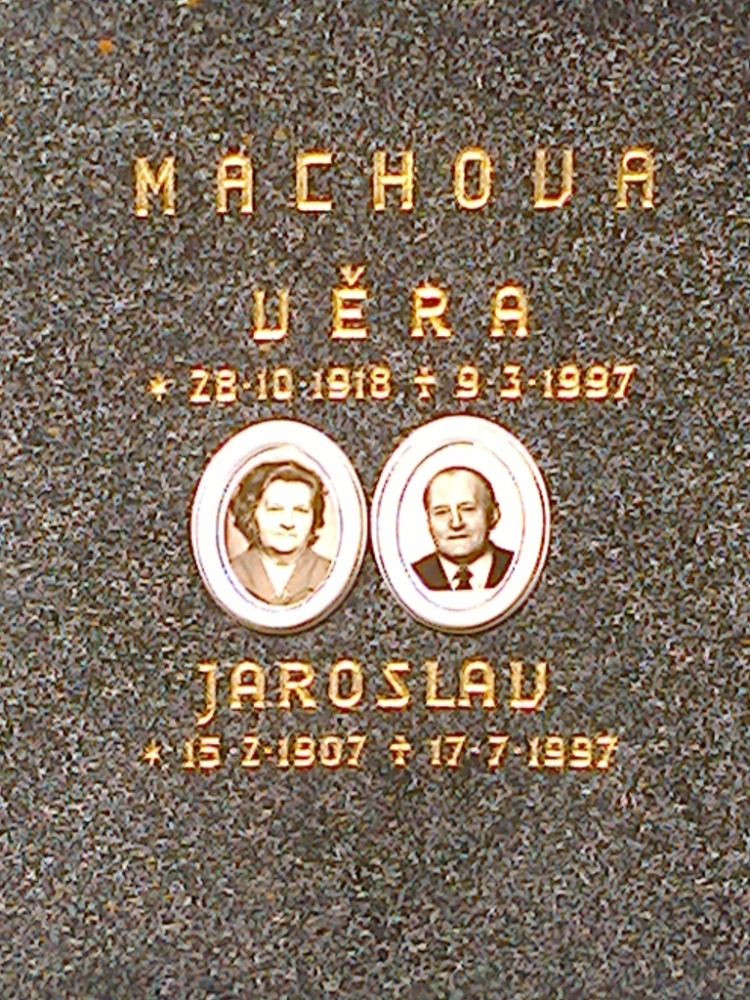 MACHOVA
VĚRA
* 28·10·1918 † 9·3·1997
JAROSLAV
* 15·2·1907 † 17·7·1997